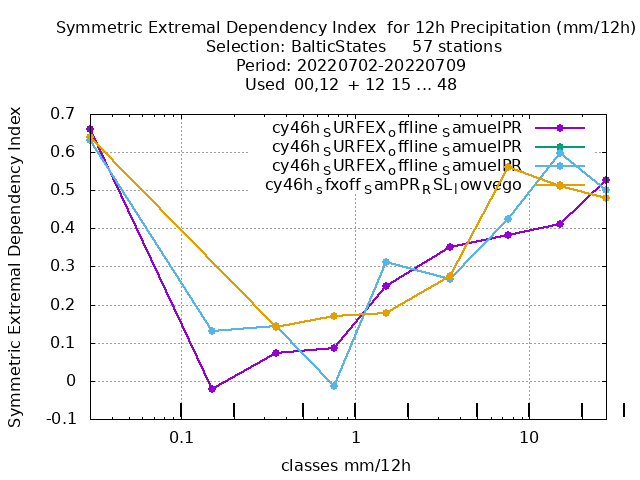 Symmetric Extremal Dependency Index  for 12h Precipitation (mm/12h)
Selection: BalticStates     57 stations
Period: 20220702-20220709
Used  00,12  + 12 15 ... 48
Symmetric Extremal Dependency Index
0.7
0.6
0.5
0.4
0.3
0.2
0.1
0
-0.1
cy46h_SURFEX_offline_SamuelPR
cy46h_SURFEX_offline_SamuelPR
cy46h_SURFEX_offline_SamuelPR
cy46h_sfxoff_SamPR_RSL_lowvego
0.1
1
10
classes mm/12h